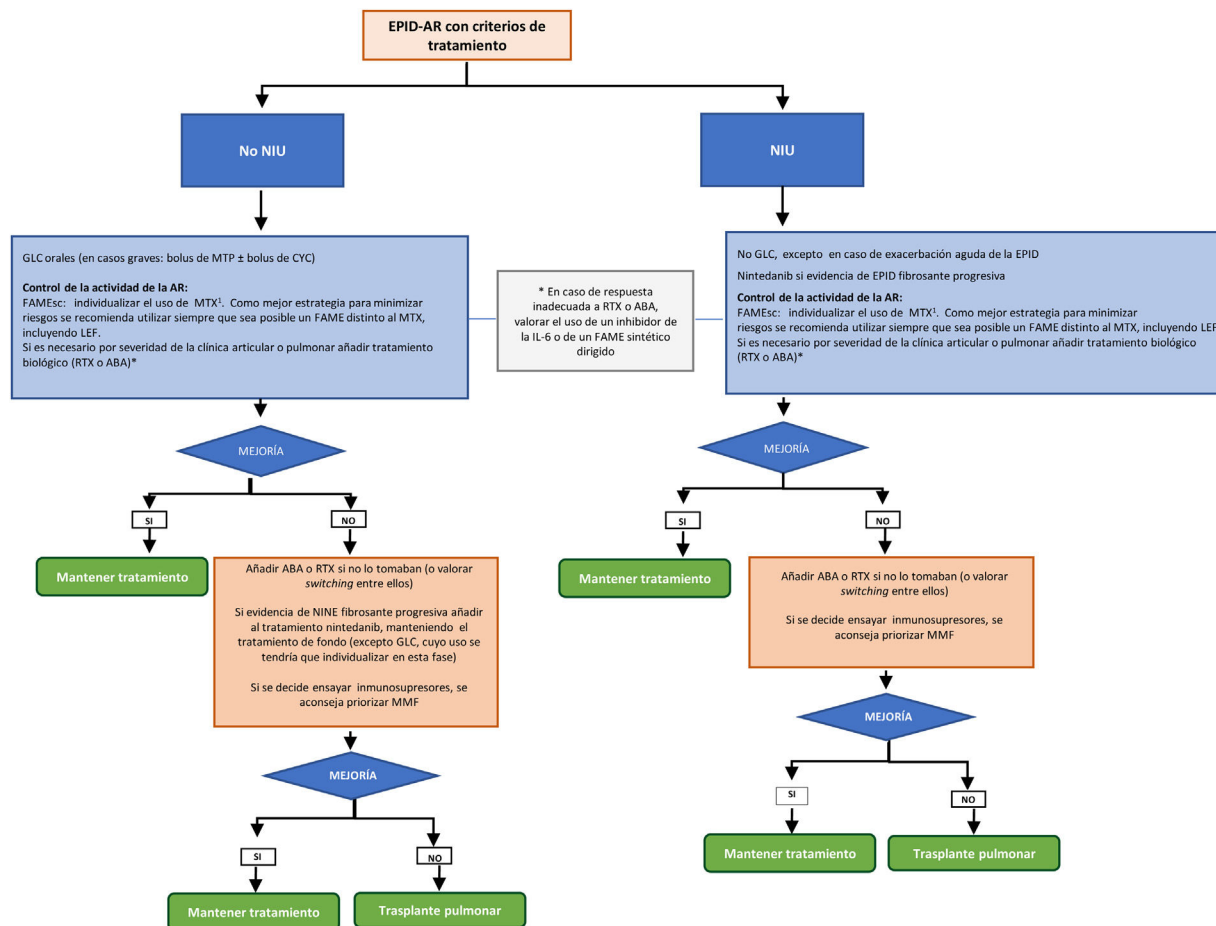 EPID-AR con criterios de
tratamiento
No NIU
NIU
GLC orales (en casos graves: bolus de MTP ± bolus de CYC)
Control de la actividad de la AR:
FAMEsc: individualizar el uso de MTX¹. Como mejor estrategia para minimizar
riesgos se recomienda utilizar siempre que sea posible un FAME distinto al MTX,
incluyendo LEF.
Si es necesario por severidad de la clínica articular o pulmonar añadir tratamiento
biológico (RTX o ABA)*
* En caso de respuesta
inadecuada a RTX o ABA,
valorar el uso de un inhibidor de
la IL-6 o de un FAME sintético
dirigido
No GLC, excepto en caso de exacerbación aguda de la EPID
Nintedanib si evidencia de EPID fibrosante progresiva
Control de la actividad de la AR:
FAMEsc: individualizar el uso de MTX¹. Como mejor estrategia para minimizar
riesgos se recomienda utilizar siempre que sea posible un FAME distinto al MTX, incluyendo LEF.
Si es necesario por severidad de la clínica articular o pulmonar añadir tratamiento biológico
(RTX o ABA)*
MEJORÍA
SI
NO
Mantener tratamiento
Añadir ABA o RTX si no lo tomaban (o valorar
switching entre ellos)
Si evidencia de NINE fibrosante progresiva añadir
al tratamiento nintedanib, manteniendo el
tratamiento de fondo (excepto GLC, cuyo uso se
tendría que individualizar en esta fase)
Si se decide ensayar inmunosupresores, se
aconseja priorizar MMF
MEJORÍA
SI
NO
Mantener tratamiento
Trasplante pulmonar
MEJORÍA
SI
NO
Mantener tratamiento
Añadir ABA o RTX si no lo tomaban (o valorar
switching entre ellos)
Si se decide ensayar inmunosupresores, se
aconseja priorizar MMF
MEJORÍA
SI
NO
Mantener tratamiento
Trasplante pulmonar